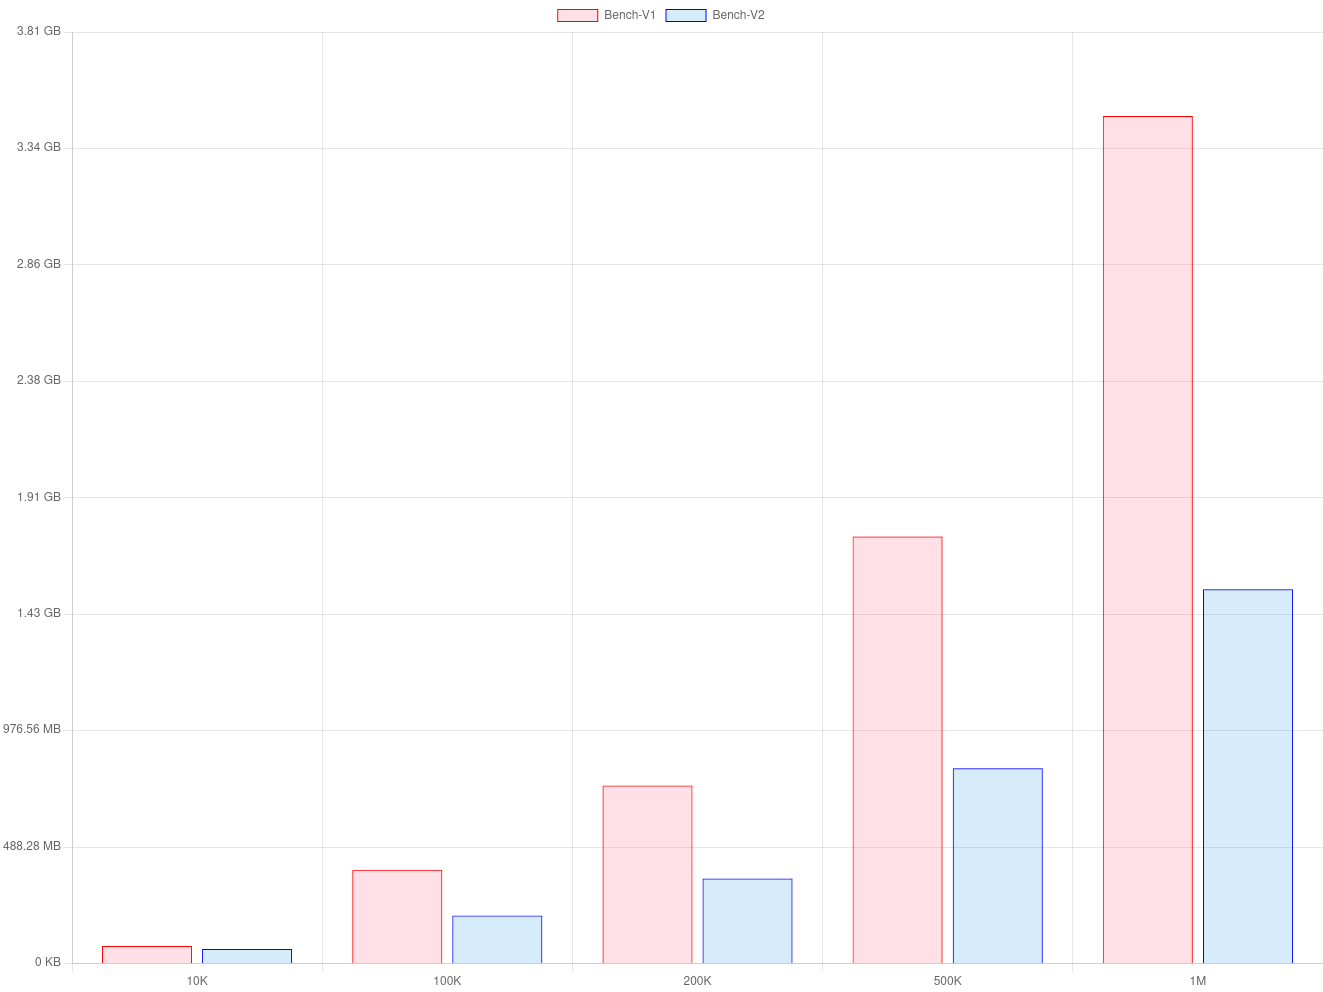 Bench-V1 Bench-V2
3.81 GB
3.34 GB
2.86 GB
2.38 GB
1.91 GB
1.43 GB
976.56 MB
488.28 MB
0 KB
10K 100K 200K 500K 1M